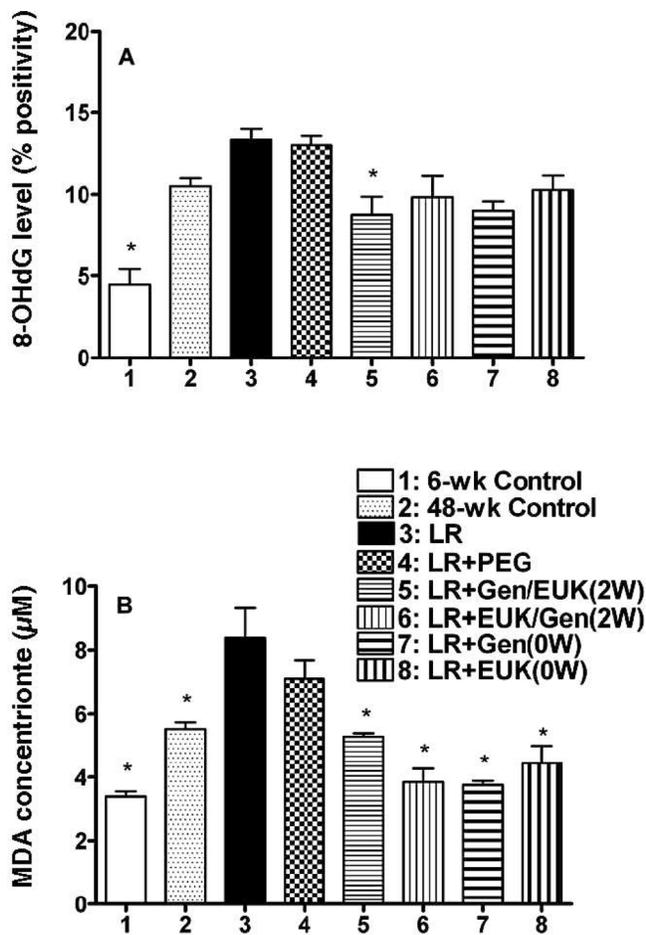 20
15
10
5
0
8-OHdG level (% positivity)
A
*
*
1 2 3 4 5 6 7 8
1: 6-wk Control
2: 48-wk Control
3: LR
4: LR+PEG
5: LR+Gen/EUK(2W)
6: LR+EUK/Gen(2W)
7: LR+Gen(0W)
8: LR+EUK(0W)
10
8
6
4
2
0
MDA concentrionte (µM)
B
* * * * * *
1 2 3 4 5 6 7 8